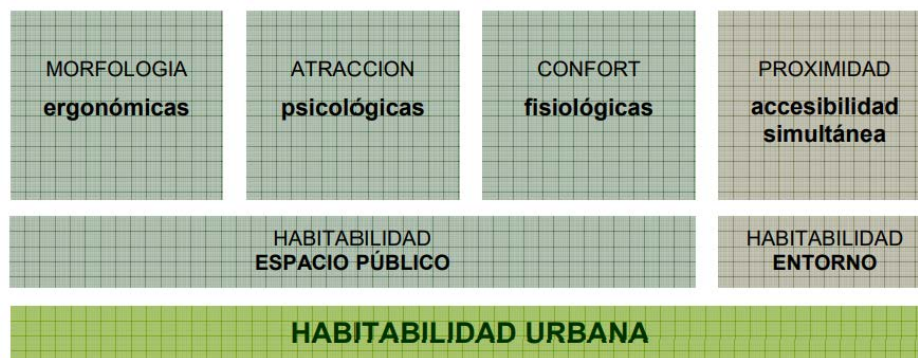 MORFOLOGIA
ergonómicas
ATRACCION
psicológicas
CONFORT
fisiológicas
PROXIMIDAD
accesibilidad
simultánea
HABITABILIDAD
ESPACIO PÚBLICO
HABITABILIDAD
ENTORNO
HABITABILIDAD URBANA